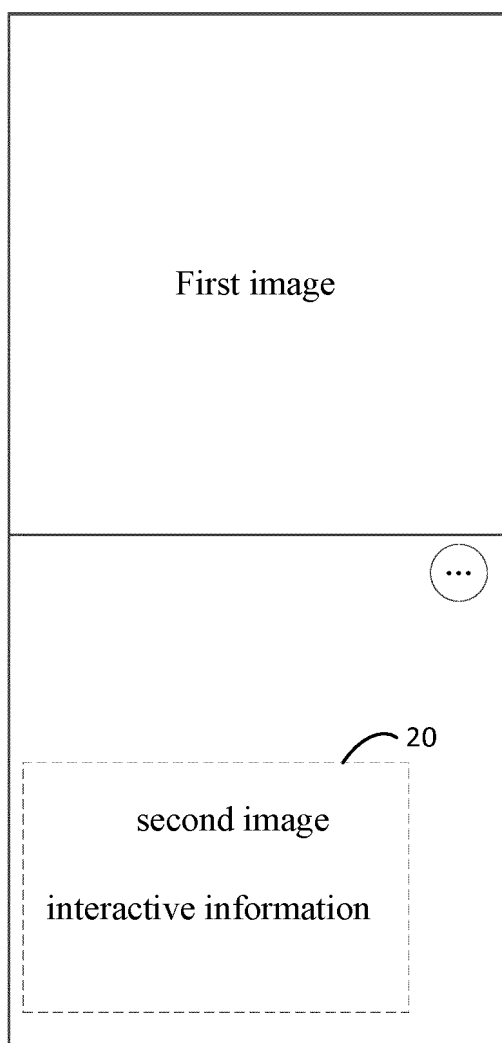 First image
...
20
second image
interactive information